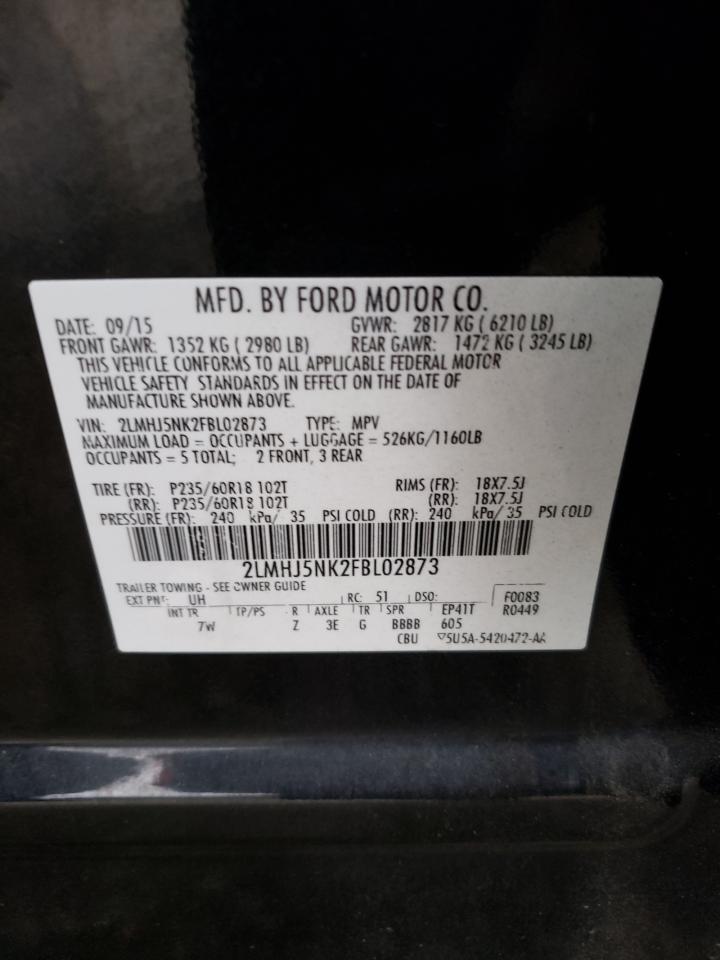 MFD. BY FORD MOTOR CO.
DATE: 09/15 GVWR: 2817 KG ( 6210 LB)
FRONT GAWR: 1352 KG ( 2980 LB) REAR GAWR: 1472 KG ( 3245 LB)
THIS VEHICLE CONFORMS TO ALL APPLICABLE FEDERAL MOTOR
VEHICLE SAFETY STANDARDS IN EFFECT ON THE DATE OF
MANUFACTURE SHOWN ABOVE.
VIN: 2LMHJ5NK2FBL02873 TYPE: MPV
MAXIMUM LOAD = OCCUPANTS + LUGGAGE = 526KG/1160LB
OCCUPANTS = 5 TOTAL; 2 FRONT, 3 REAR
TIRE (FR): P235/60R18 102T RIMS (FR): 18X7.5J
(RR): P235/60R18 102T (RR): 18X7.5J
PRESSURE (FR): 240 kPa/ 35 PSI COLD (RR): 240 kPa/ 35 PSI COLD
2LMHJ5NK2FBL02873
TRAILER TOWING - SEE OWNER GUIDE
EXT PNT: UH RC: 51 DSO: F0083
INT TR TP/PS R AXLE TR SPR EP41T R0449
7W Z 3E G BBBB 605
CBU ▽5U5A-5420472-AA